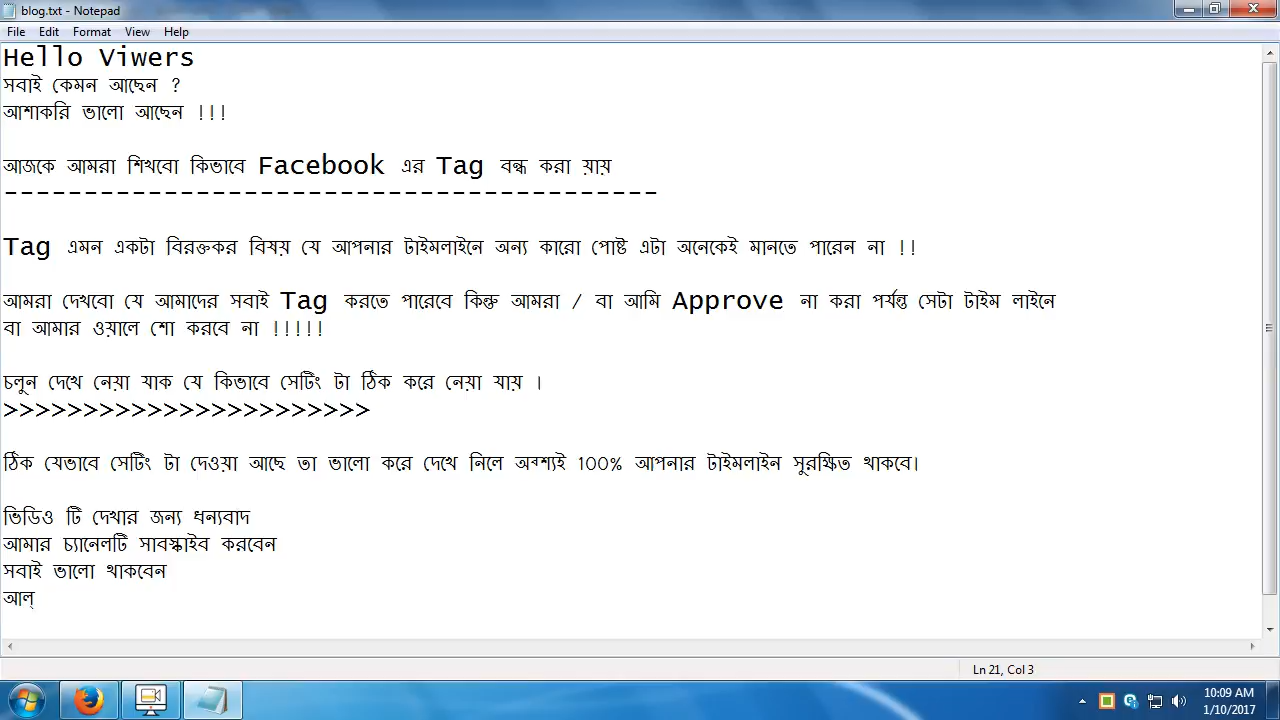 blog.txt - Notepad
File Edit Format View Help
Hello Viwers
সবাই কেমন আছেন ?
আশাকরি ভালো আছেন !!!
আজকে আমরা শিখবো কিভাবে Facebook এর Tag বন্ধ করা যায়
-----------------------------------------
Tag এমন একটা বিরক্তকর বিষয় যে আপনার টাইমলাইনে অন্য কারো পোষ্ট এটা অনেকেই মানতে পারেন না !!
আমরা দেখবো যে আমাদের সবাই Tag করতে পারেবে কিন্তু আমরা / বা আমি Approve না করা পর্যন্ত সেটা টাইম লাইনে
বা আমার ওয়ালে শো করবে না !!!!!
চলুন দেখে নেয়া যাক যে কিভাবে সেটিং টা ঠিক করে নেয়া যায় ।
>>>>>>>>>>>>>>>>>>>>>>>
ঠিক যেভাবে সেটিং টা দেওয়া আছে তা ভালো করে দেখে নিলে অবশ্যই 100% আপনার টাইমলাইন সুরক্ষিত থাকবে।
ভিডিও টি দেখার জন্য ধন্যবাদ
আমার চ্যানেলটি সাবস্কাইব করবেন
সবাই ভালো থাকবেন
আল্
Ln 21, Col 3
10:09 AM
1/10/2017